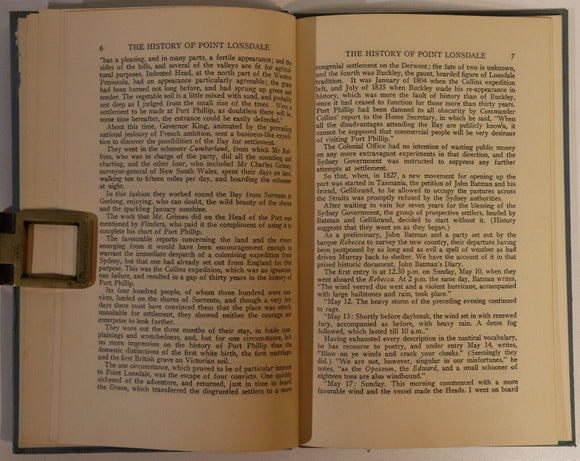 6 THE HISTORY OF POINT LONSDALE
"has a pleasing, and in many parts, a fertile appearance; and the
sides of the hills, and several of the valleys are fit for agricul-
tural purposes. Indented Head, at the north part of the Western
Peninsula, had an appearance particularly agreeable; the grass
had been burned not long before, and had sprung up green and
tender. The vegetable soil is a little mixed with sand, and probably
not deep as I judged from the small size of the trees. Were a
settlement to be made at Port Phillip, as doubtless there will be
some time hereafter, the entrance could be easily defended."
About this time, Governor King, animated by the prevailing
national jealousy of French ambition, sent a business-like expedi-
tion to discover the possibilities of the Bay for settlement.
They went in the schooner Cumberland, from which Mr Rob-
bins, who was in charge of the party, did all the sounding and
charting, and the other four, who included Mr Charles Grimes,
surveyor-general of New South Wales, spent their days on land,
walking ten to fifteen miles per day, and boarding the schooner
at night.
In this fashion they worked round the Bay from Sorrento to
Geelong, enjoying, who can doubt, the wild beauty of the shore
and the sparkling January sunshine.
The work that Mr Grimes did on the Head of the Port was
mentioned by Flinders, who paid it the compliment of using it to
complete his chart of Port Phillip.
The favorable reports concerning the land and the rivers
emerging from it would have been encouragement enough to
warrant the immediate despatch of a colonising expedition from
Sydney, but that one had already set out from England for this
purpose. This was the Collins expedition, which was an ignomin-
ious failure, and resulted in a gap of thirty years in the history of
Port Phillip.
Its four hundred people, of whom three hundred were con-
victs, landed on the shores of Sorrento, and though a very few
days there must have convinced them that the place was utterly
unsuitable for settlement, they showed neither the courage nor
enterprise to look further.
They wore out the three months of their stay, in futile com-
plainings and wretchedness, and, but for one circumstance, left
no more impression on the history of Port Phillip than the
domestic distinctions of the first white birth, the first marriage,
and the first British grave on Victorian soil.
The one circumstance, which proved to be of particular interest
to Point Lonsdale, was the escape of four convicts. One quickly
sickened of the adventure, and returned, just in time to board
the Ocean, which transferred the disgruntled settlers to a more
THE HISTORY OF POINT LONSDALE 7
congenial settlement on the Derwent; the fate of two is unknown,
and the fourth was Buckley, the gaunt, bearded figure of Lonsdale
tradition. It was January of 1804 when the Collins expedition
left, and July of 1835 when Buckley made his re-appearance in
history, which was more the fault of history than of Buckley,
since it had ceased to function for those more than thirty years.
Port Phillip had been damned to all obscurity by Commander
Collins' report to the Home Secretary, in which he said, "When
all the disadvantages attending the Bay are publicly known, it
cannot be supposed that commercial people will be very desirous
of visiting Port Phillip."
The Colonial Office had no intention of wasting public money
on any more extravagant experiments in that direction, and the
Sydney Government was instructed to suppress any further
attempts at settlement.
So that, when, in 1827, a new movement for opening up the
port was started in Tasmania, the petition of John Batman and his
friend, Gellibrand, to be allowed to occupy the pastures across
the Straits was promptly refused by the Sydney authorities.
After waiting in vain for seven years for the blessing of the
Sydney Government, the group of prospective settlers, headed by
Batman and Gellibrand, decided to start without it. (History
suggests that they went on as they began.)
As a preliminary, John Batman and a party set out by the
barque Rebecca to survey the new country, their departure having
been postponed by as long and as evil a spell of weather as had
driven Murray back to shelter. We have the account of it in that
prized historic document, John Batman's Diary.
The first entry is at 12.30 p.m. on Sunday, May 10, when they
went aboard the Rebecca. At 2 p.m. the same day, Batman writes,
"The wind veered due west and a violent hurricane, accompanied
with large hailstones and rain, took place."
"May 12. The heavy storm of the preceding evening continued
to rage."
"May 13: Shortly before daybreak, the wind set in with renewed
fury, accompanied as before, with heavy rain. A dense fog
followed, which lasted till 10 a.m."
Having exhausted every description in the nautical vocabulary,
he has recourse to poetry, and under entry May 14, writes,
"Blow on ye winds and crack your cheeks." (Seemingly they
did.) "We are not, however, singular in our misfortunes," he
notes, "as the Opossum, the Edward, and a small schooner of
eighteen tons are also windbound."
"May 17: Sunday. This morning commenced with a more
favorable wind and the vessel made the Heads. I went on board